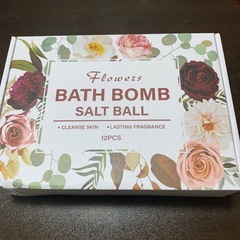 Flowers
BATH BOMB
SALT BALL
• CLEANSE SKIN • LASTING FRAGRANCE
12PCS